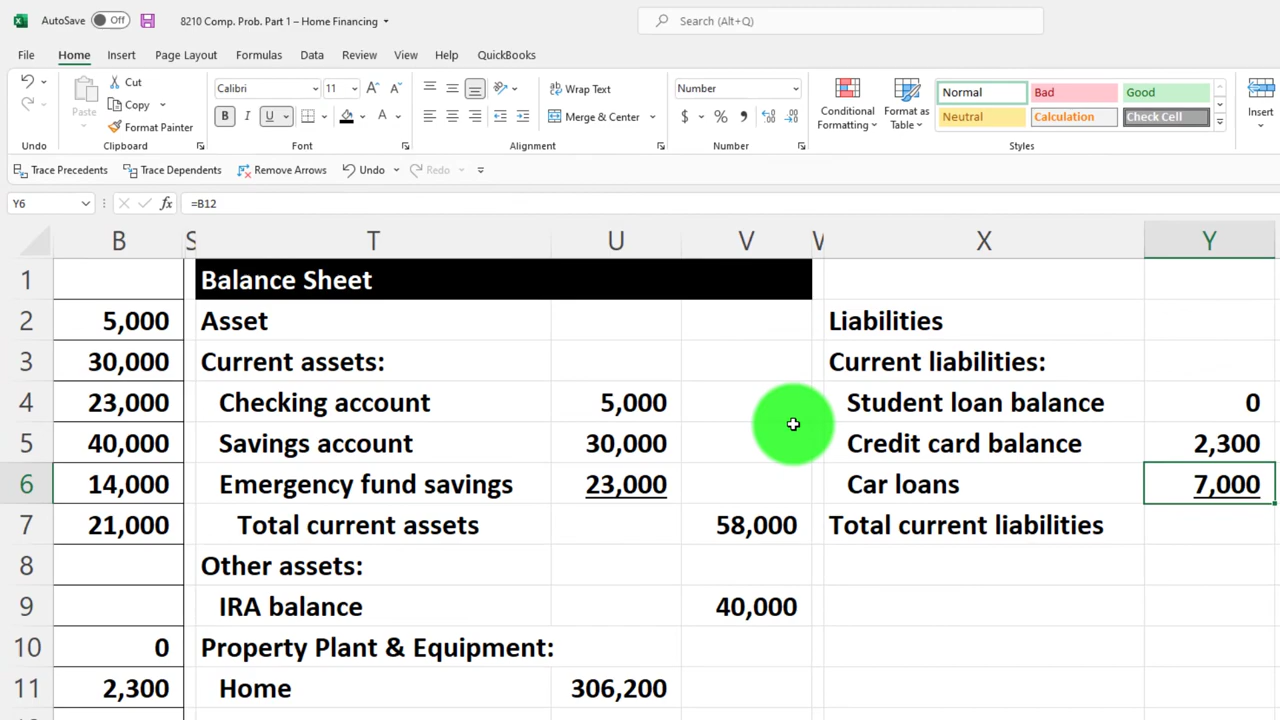 AutoSave Off 8210 Comp. Prob. Part 1 – Home Financing Search (Alt+Q)
File Home Insert Page Layout Formulas Data Review View Help QuickBooks
Paste
Cut
Copy
Format Painter
Calibri 11
B I U
Wrap Text
Merge & Center
Number
$ %
Conditional Formatting
Format as Table
Normal Bad Good
Neutral Calculation Check Cell
Insert
Undo Clipboard Font Alignment Number Styles
Trace Precedents Trace Dependents Remove Arrows Undo Redo
Y6 fx =B12
B S T U V W X Y
1 Balance Sheet
2 5,000 Asset Liabilities
3 30,000 Current assets: Current liabilities:
4 23,000 Checking account 5,000 Student loan balance 0
5 40,000 Savings account 30,000 Credit card balance 2,300
6 14,000 Emergency fund savings 23,000 Car loans 7,000
7 21,000 Total current assets 58,000 Total current liabilities
8 Other assets:
9 IRA balance 40,000
10 0 Property Plant & Equipment:
11 2,300 Home 306,200